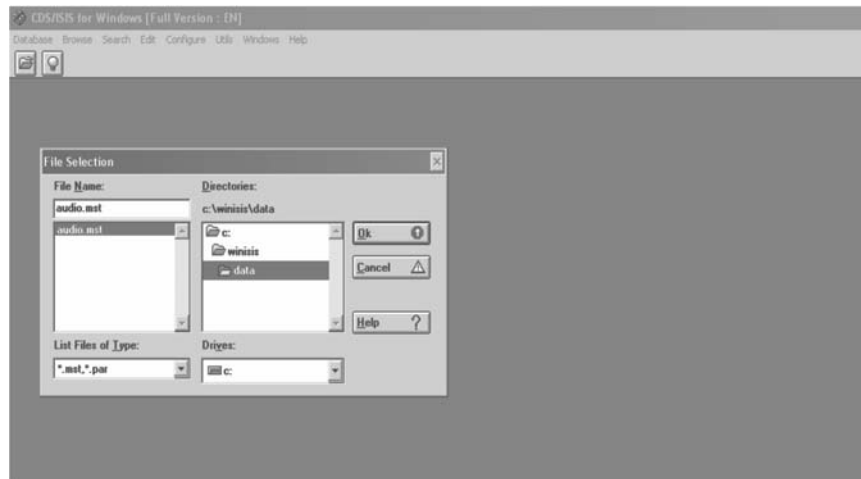 CDS/ISIS for Windows [Full Version : EN]
Database Browse Search Edit Configure Utils Windows Help
File Selection
File Name:
audio.mst
audio.mst
Directories:
c:\winisis\data
c:
winisis
data
Ok
Cancel
Help ?
List Files of Type:
*.mst,*.par
Drives:
c: